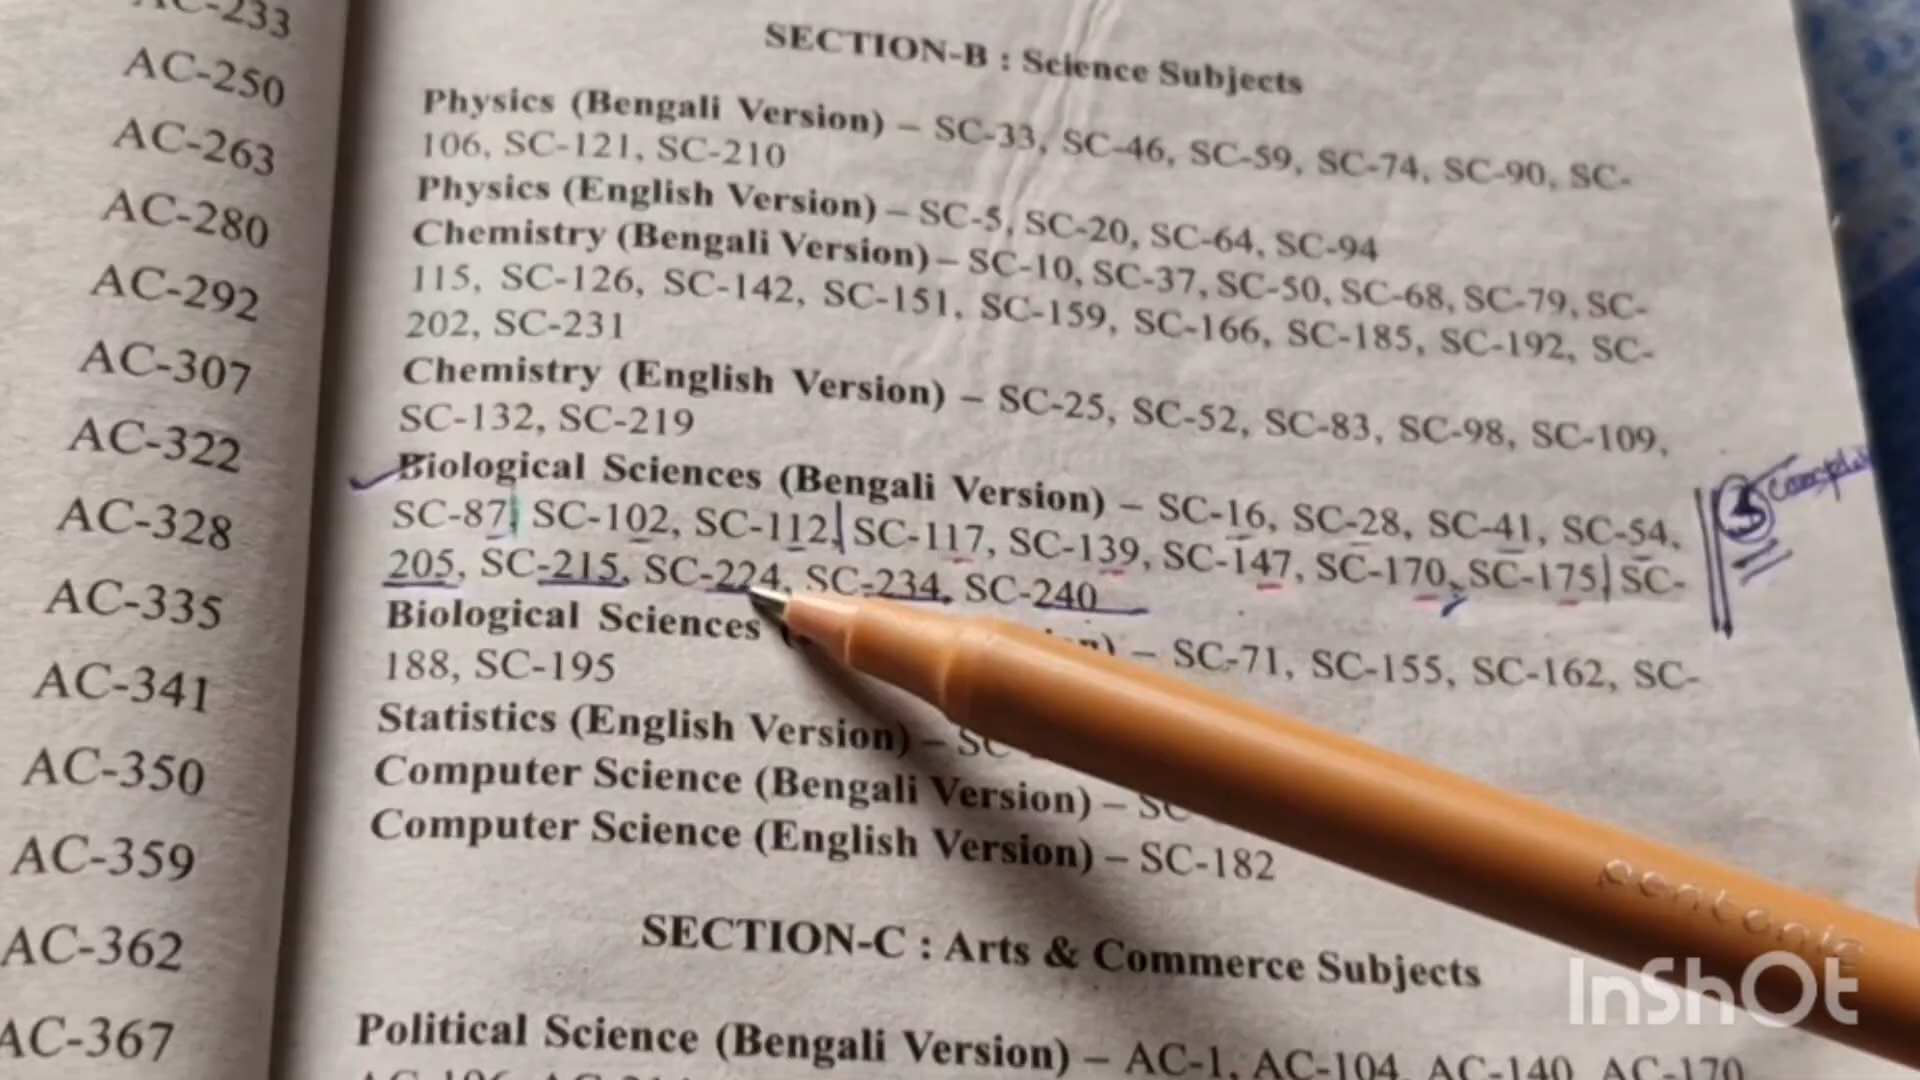 AC-233
AC-250
AC-263
AC-280
AC-292
AC-307
AC-322
AC-328
AC-335
AC-341
AC-350
AC-359
AC-362
AC-367
SECTION-B : Science Subjects
Physics (Bengali Version) – SC-33, SC-46, SC-59, SC-74, SC-90, SC-
106, SC-121, SC-210
Physics (English Version) – SC-5, SC-20, SC-64, SC-94
Chemistry (Bengali Version) – SC-10, SC-37, SC-50, SC-68, SC-79, SC-
115, SC-126, SC-142, SC-151, SC-159, SC-166, SC-185, SC-192, SC-
202, SC-231
Chemistry (English Version) – SC-25, SC-52, SC-83, SC-98, SC-109,
SC-132, SC-219
Biological Sciences (Bengali Version) – SC-16, SC-28, SC-41, SC-54,
SC-87, SC-102, SC-112, SC-117, SC-139, SC-147, SC-170, SC-175, SC-
205, SC-215, SC-224, SC-234, SC-240
Biological Sciences – SC-71, SC-155, SC-162, SC-
188, SC-195
Statistics (English Version) –
Computer Science (Bengali Version) –
Computer Science (English Version) – SC-182
SECTION-C : Arts & Commerce Subjects
Political Science (Bengali Version) – AC-1, AC-104, AC-140, AC-170
pentonic
InShOt